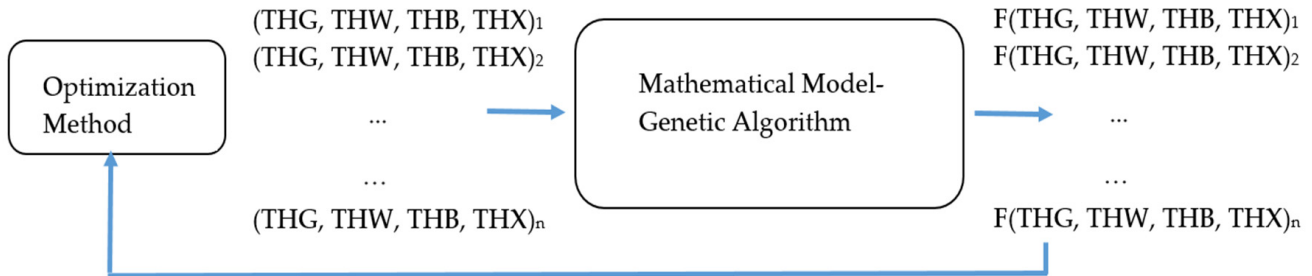 Optimization
Method
(THG, THW, THB, THX)₁
(THG, THW, THB, THX)₂
...
...
(THG, THW, THB, THX)ₙ
Mathematical Model-
Genetic Algorithm
F(THG, THW, THB, THX)₁
F(THG, THW, THB, THX)₂
...
...
F(THG, THW, THB, THX)ₙ